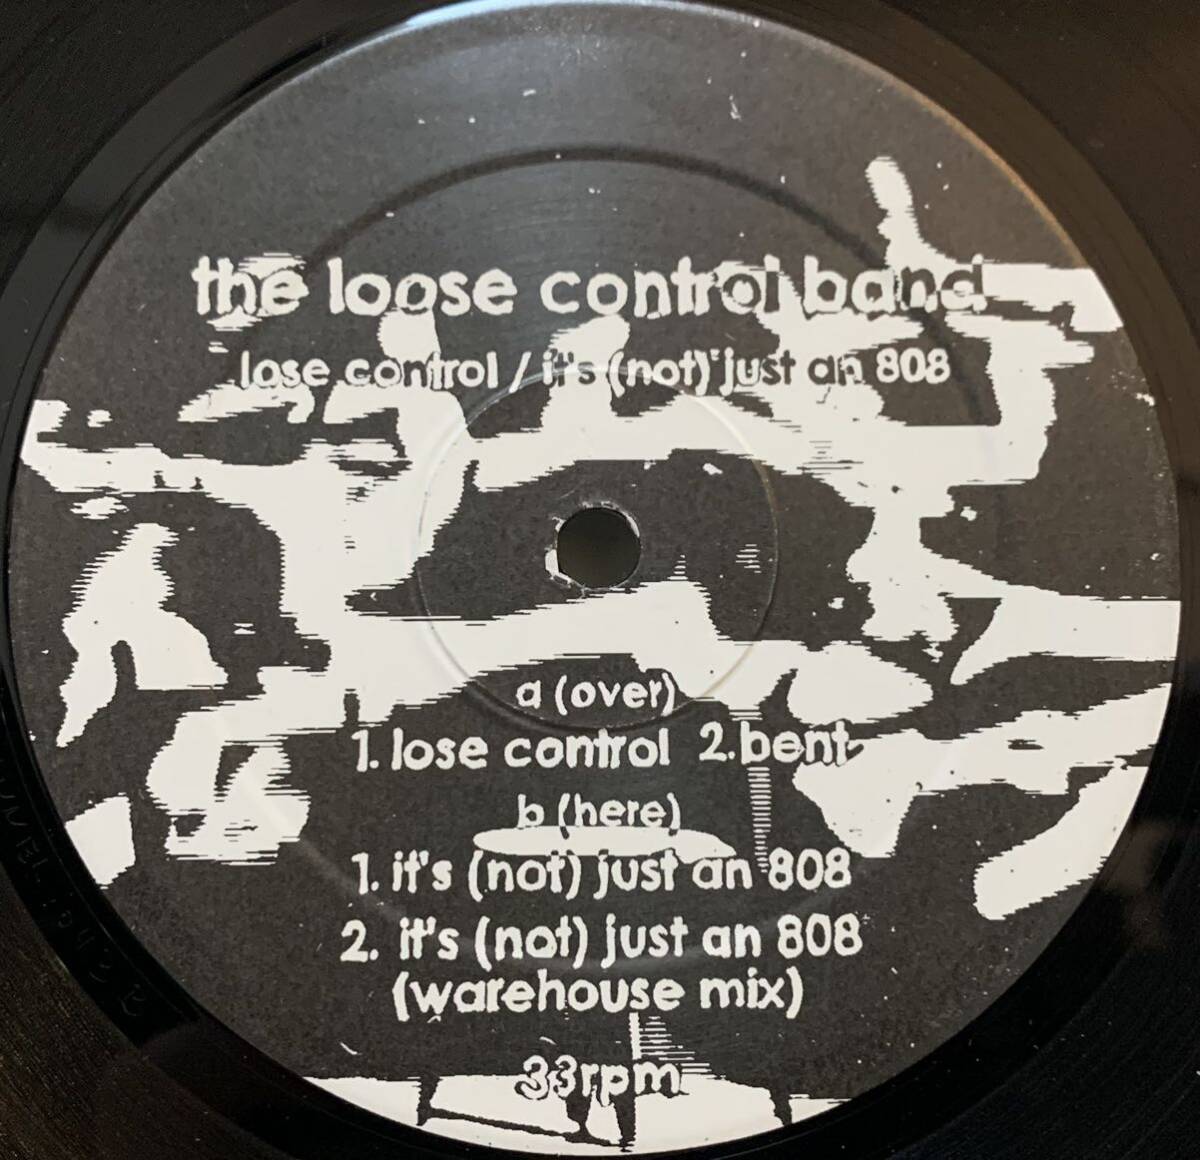 the loose control band
lose control / it's (not) just an 808
a (over)
1. lose control 2. bent
b (here)
1. it's (not) just an 808
2. it's (not) just an 808
(warehouse mix)
33rpm